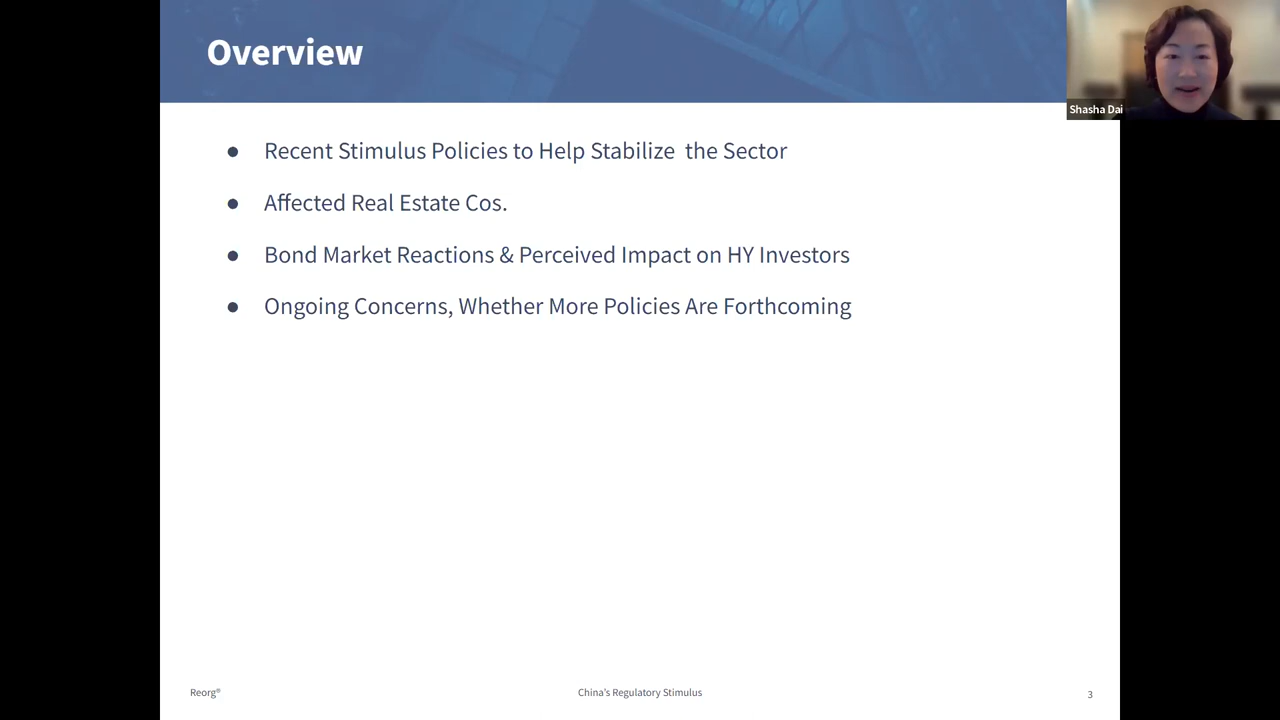 Overview
Shasha Dai
● Recent Stimulus Policies to Help Stabilize  the Sector
● Affected Real Estate Cos.
● Bond Market Reactions & Perceived Impact on HY Investors
● Ongoing Concerns, Whether More Policies Are Forthcoming
Reorg®
China's Regulatory Stimulus
3